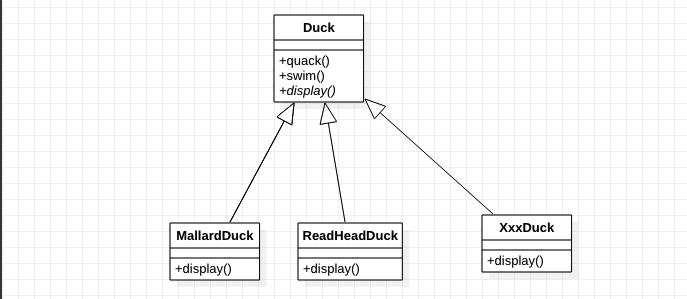 Duck
+quack()
+swim()
+display()
MallardDuck
+display()
ReadHeadDuck
+display()
XxxDuck
+display()